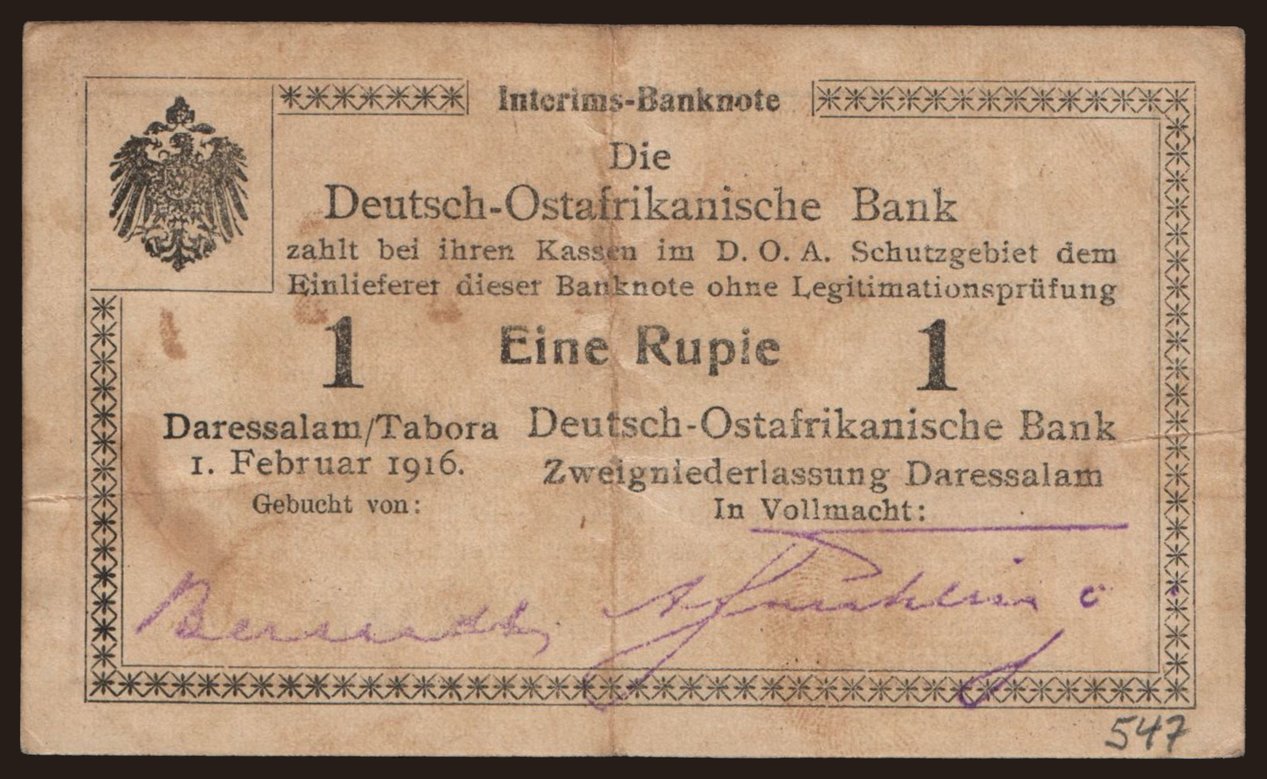 Interims-Banknote
Die
Deutsch-Ostafrikanische Bank
zahlt bei ihren Kassen im D. O. A. Schutzgebiet dem
Einlieferer dieser Banknote ohne Legitimationsprüfung
1 Eine Rupie 1
Daressalam/Tabora
1. Februar 1916.
Gebucht von:
Deutsch-Ostafrikanische Bank
Zweigniederlassung Daressalam
In Vollmacht:
547